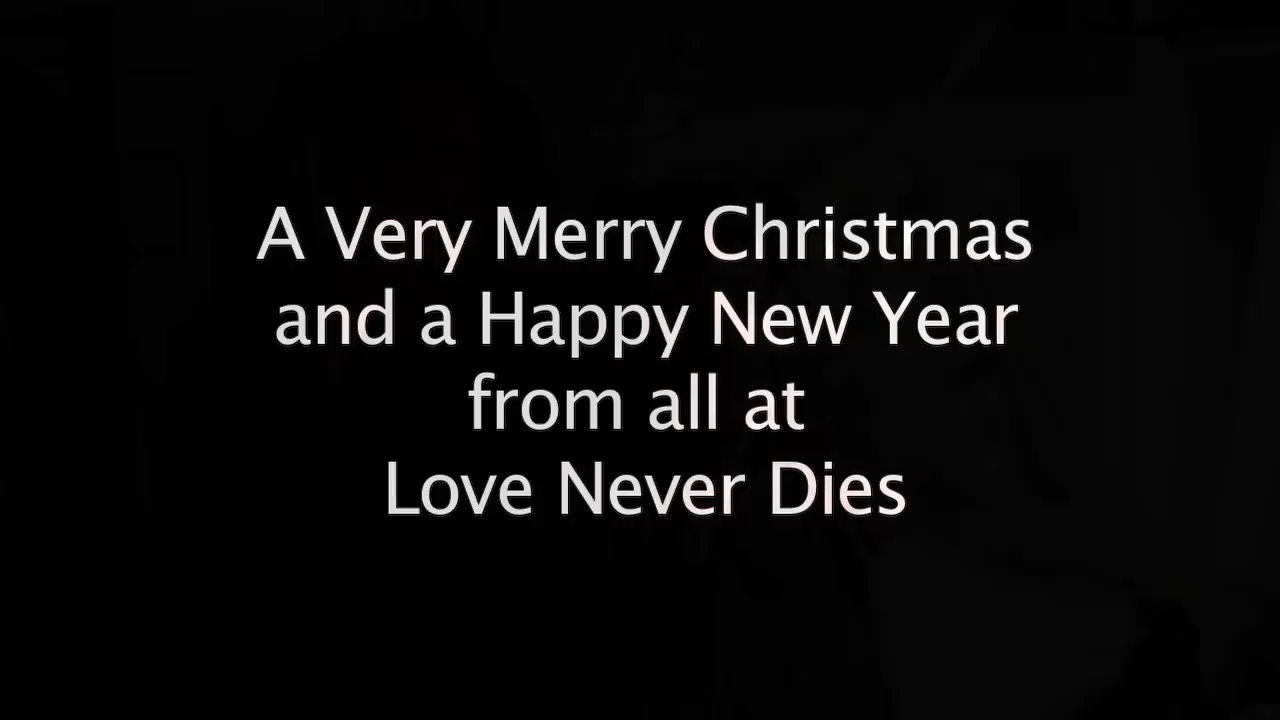 A Very Merry Christmas
and a Happy New Year
from all at
Love Never Dies